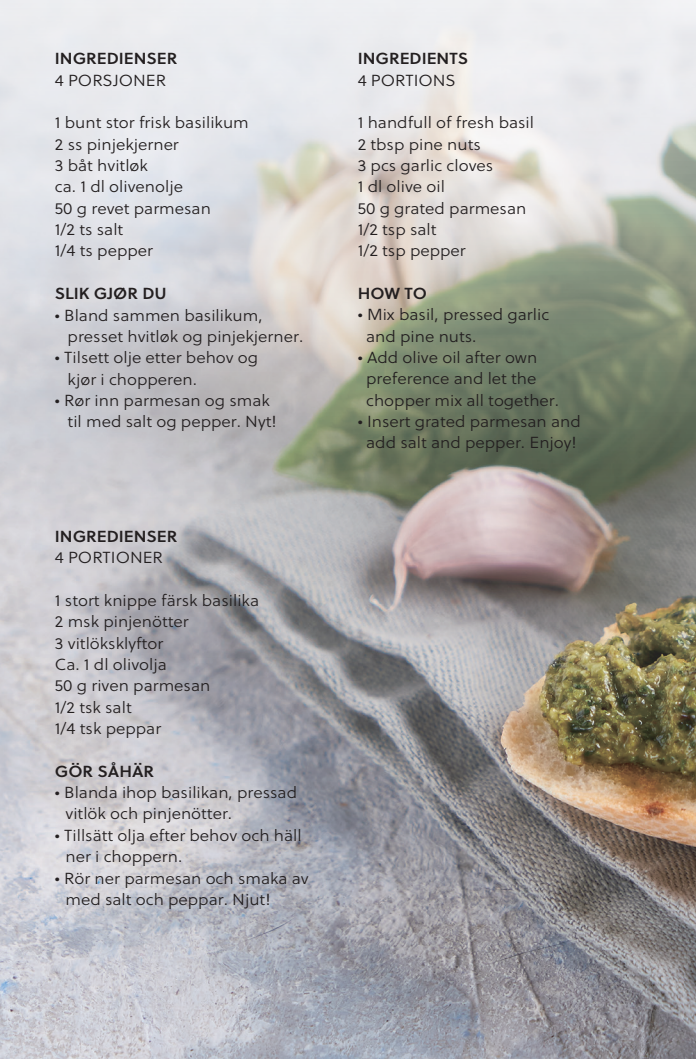 INGREDIENSER
4 PORSJONER
1 bunt stor frisk basilikum
2 ss pinjekjerner
3 båt hvitløk
ca. 1 dl olivenolje
50 g revet parmesan
1/2 ts salt
1/4 ts pepper
SLIK GJØR DU
• Bland sammen basilikum,
presset hvitløk og pinjekjerner.
• Tilsett olje etter behov og
kjør i chopperen.
• Rør inn parmesan og smak
til med salt og pepper. Nyt!
INGREDIENTS
4 PORTIONS
1 handfull of fresh basil
2 tbsp pine nuts
3 pcs garlic cloves
1 dl olive oil
50 g grated parmesan
1/2 tsp salt
1/2 tsp pepper
HOW TO
• Mix basil, pressed garlic
and pine nuts.
• Add olive oil after own
preference and let the
chopper mix all together.
• Insert grated parmesan and
add salt and pepper. Enjoy!
INGREDIENSER
4 PORTIONER
1 stort knippe färsk basilika
2 msk pinjenötter
3 vitlöksklyftor
Ca. 1 dl olivolja
50 g riven parmesan
1/2 tsk salt
1/4 tsk peppar
GÖR SÅHÄR
• Blanda ihop basilikan, pressad
vitlök och pinjenötter.
• Tillsätt olja efter behov och häll
ner i choppern.
• Rör ner parmesan och smaka av
med salt och peppar. Njut!